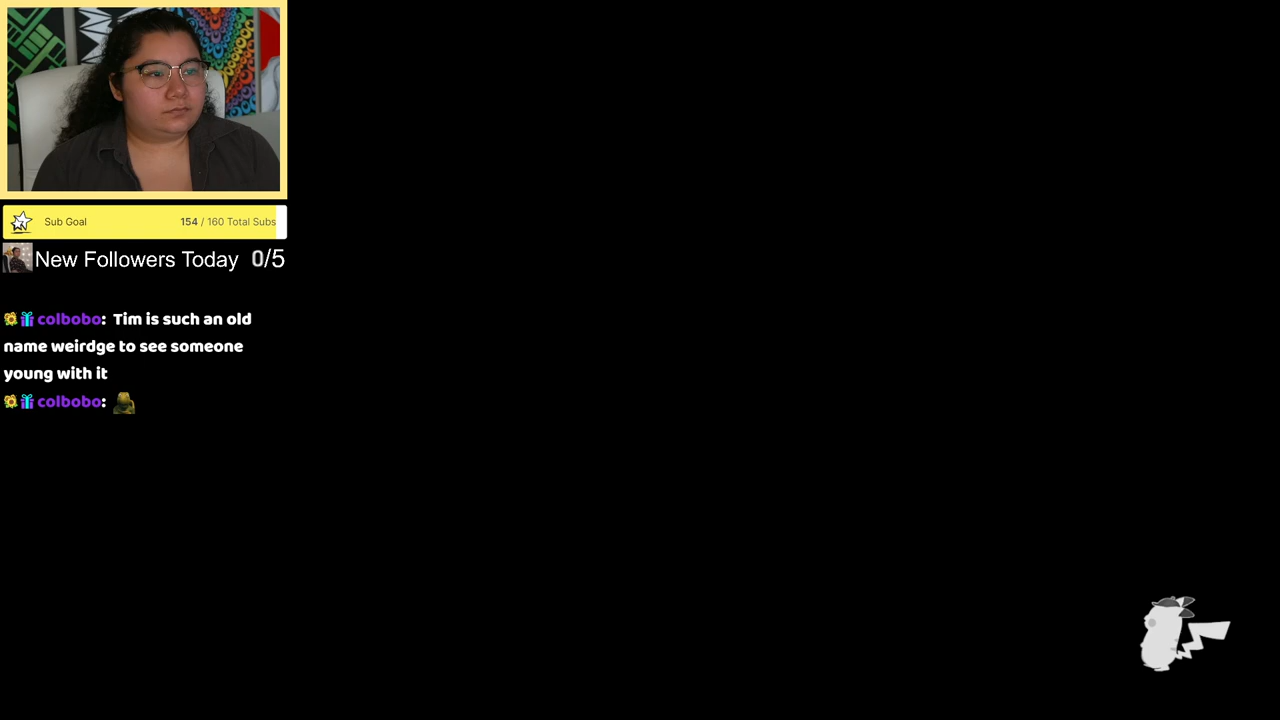 Sub Goal 154 / 160 Total Subs
New Followers Today 0/5
colbobo: Tim is such an old
name weirdge to see someone
young with it
colbobo: